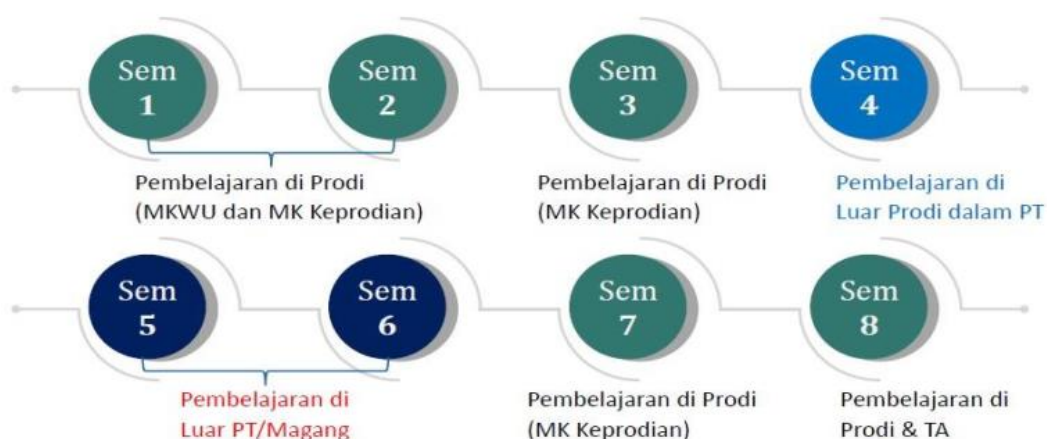 Sem
1
Sem
2
Sem
3
Sem
4
Pembelajaran di Prodi
(MKWU dan MK Keprodian)
Pembelajaran di Prodi
(MK Keprodian)
Pembelajaran di
Luar Prodi dalam PT
Sem
5
Sem
6
Sem
7
Sem
8
Pembelajaran di
Luar PT/Magang
Pembelajaran di Prodi
(MK Keprodian)
Pembelajaran di
Prodi & TA